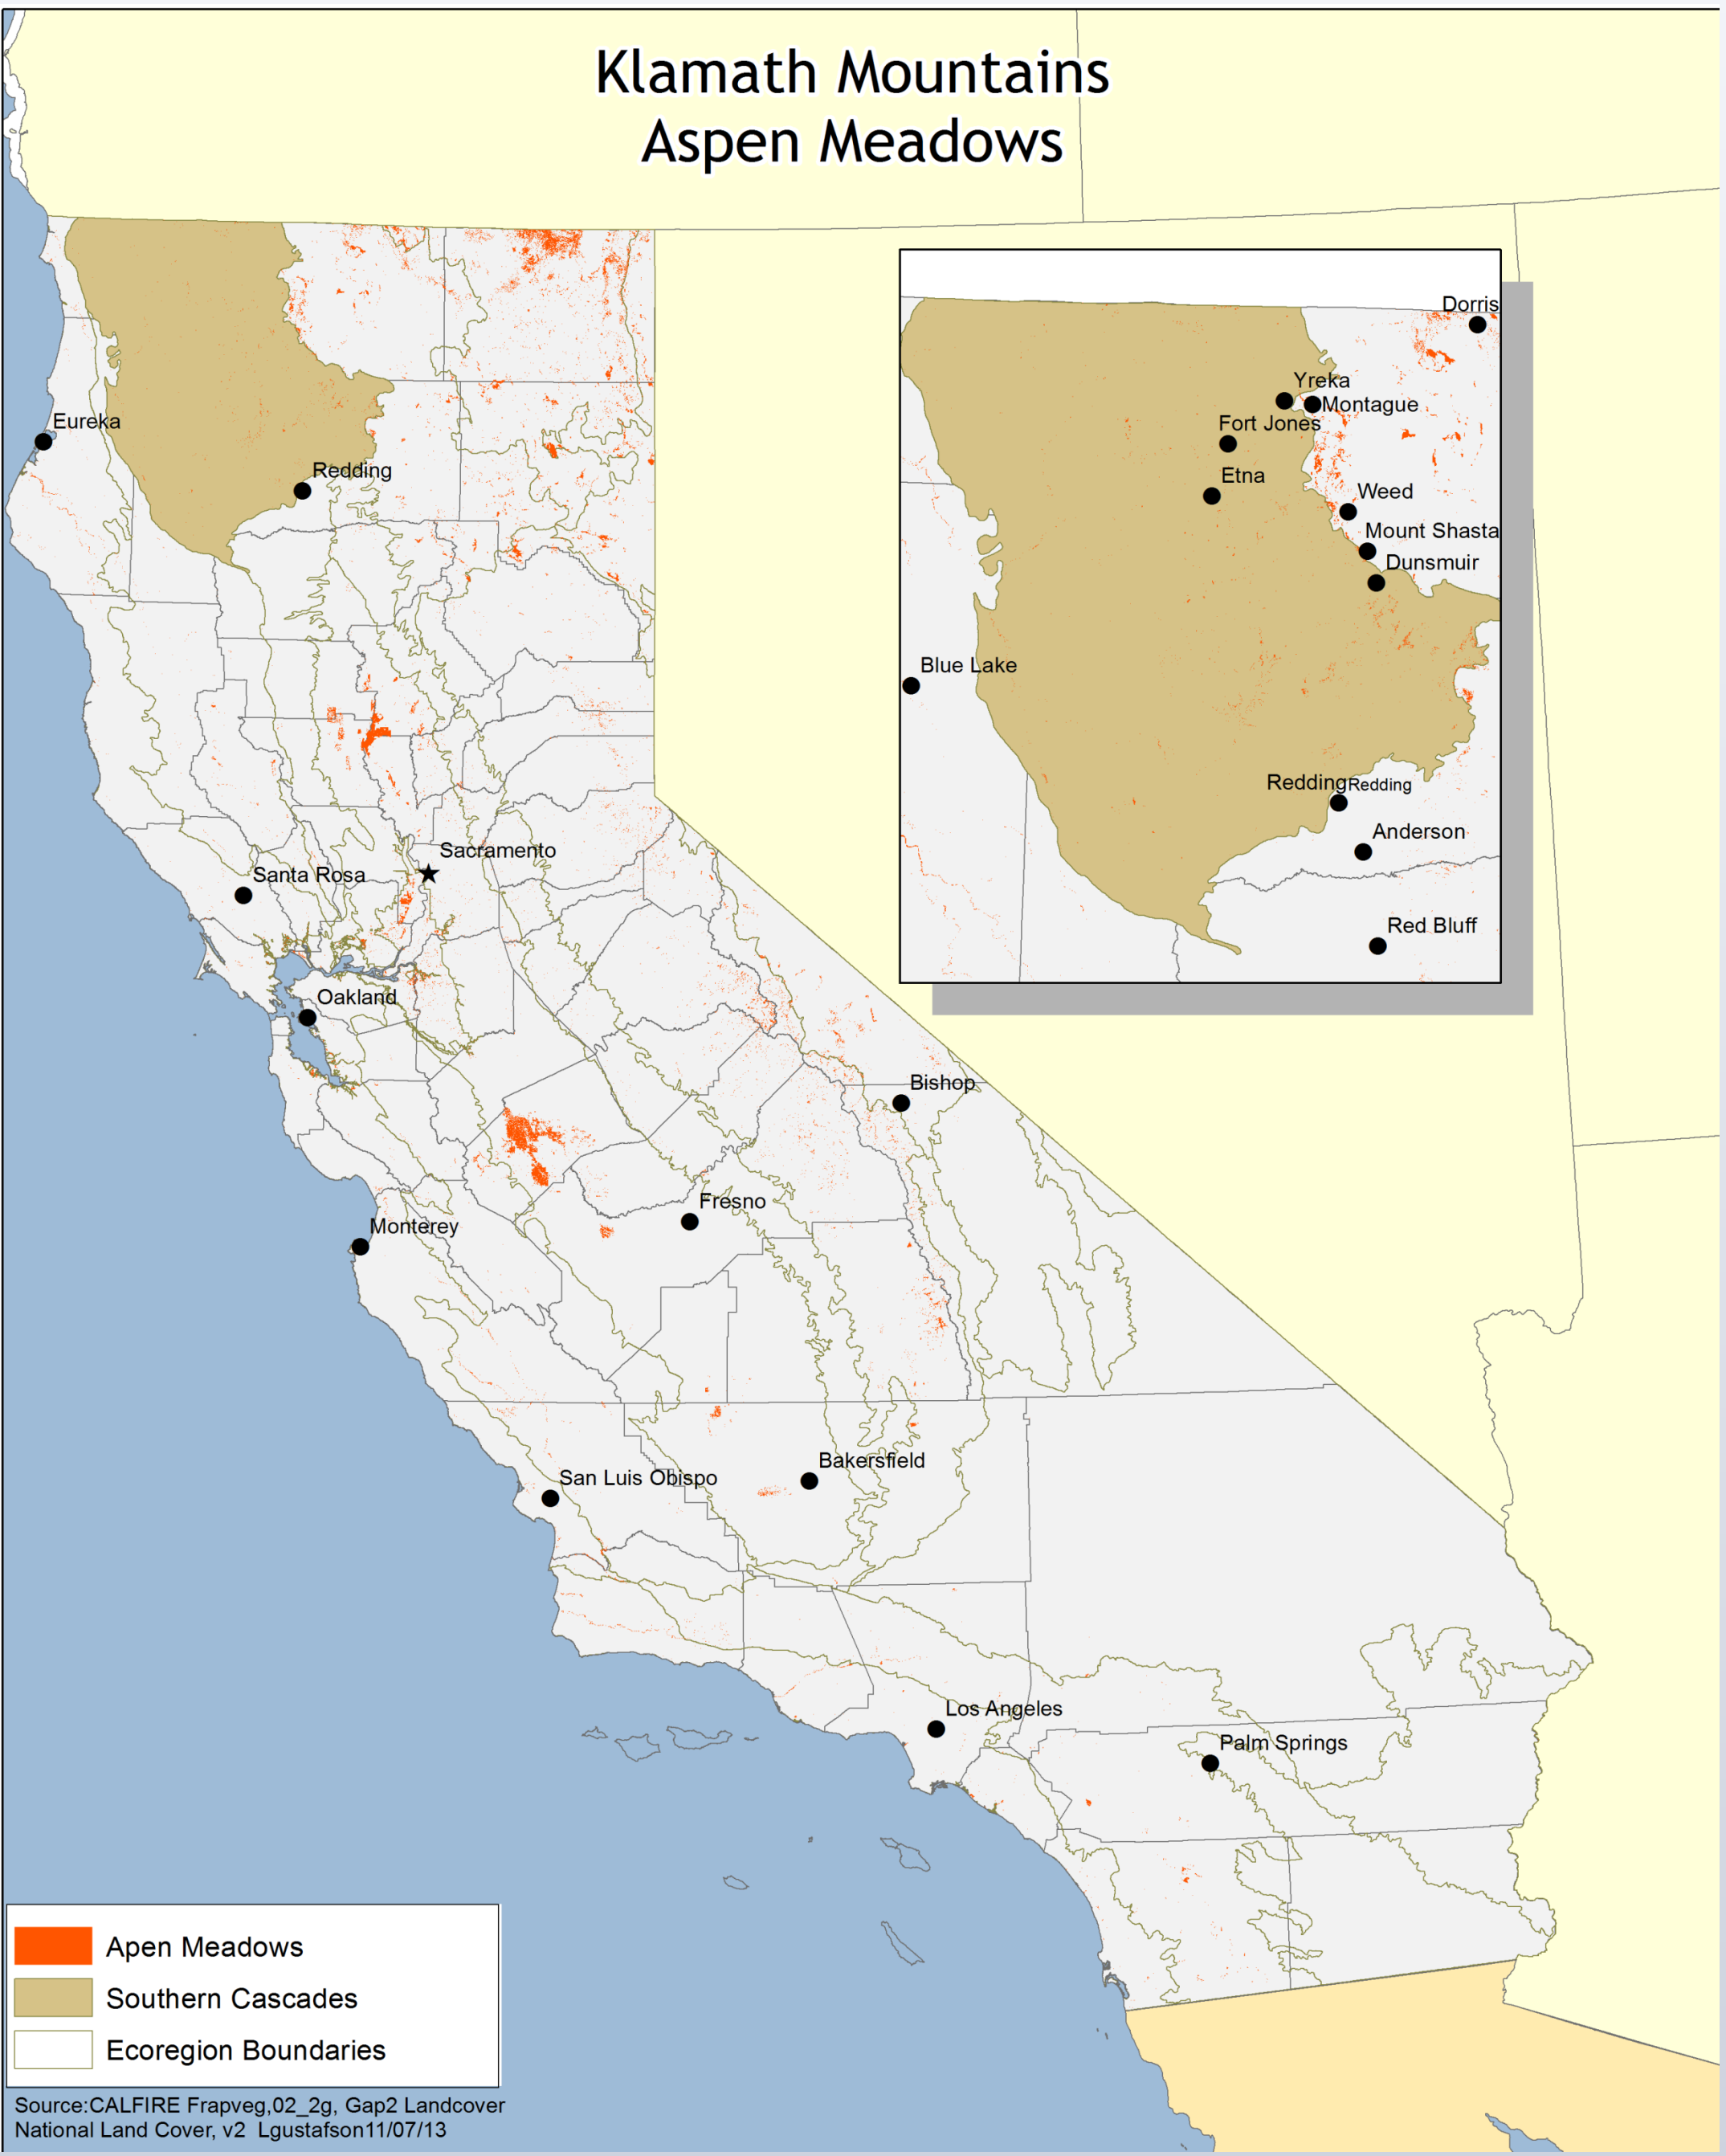 Klamath Mountains
Aspen Meadows
Eureka
Redding
Sacramento
Santa Rosa
Oakland
Bishop
Fresno
Monterey
Bakersfield
San Luis Obispo
Los Angeles
Palm Springs
Dorris
Yreka
Montague
Fort Jones
Etna
Weed
Mount Shasta
Dunsmuir
Blue Lake
Redding Redding
Anderson
Red Bluff
Apen Meadows
Southern Cascades
Ecoregion Boundaries
Source:CALFIRE Frapveg,02_2g, Gap2 Landcover
National Land Cover, v2 Lgustafson11/07/13